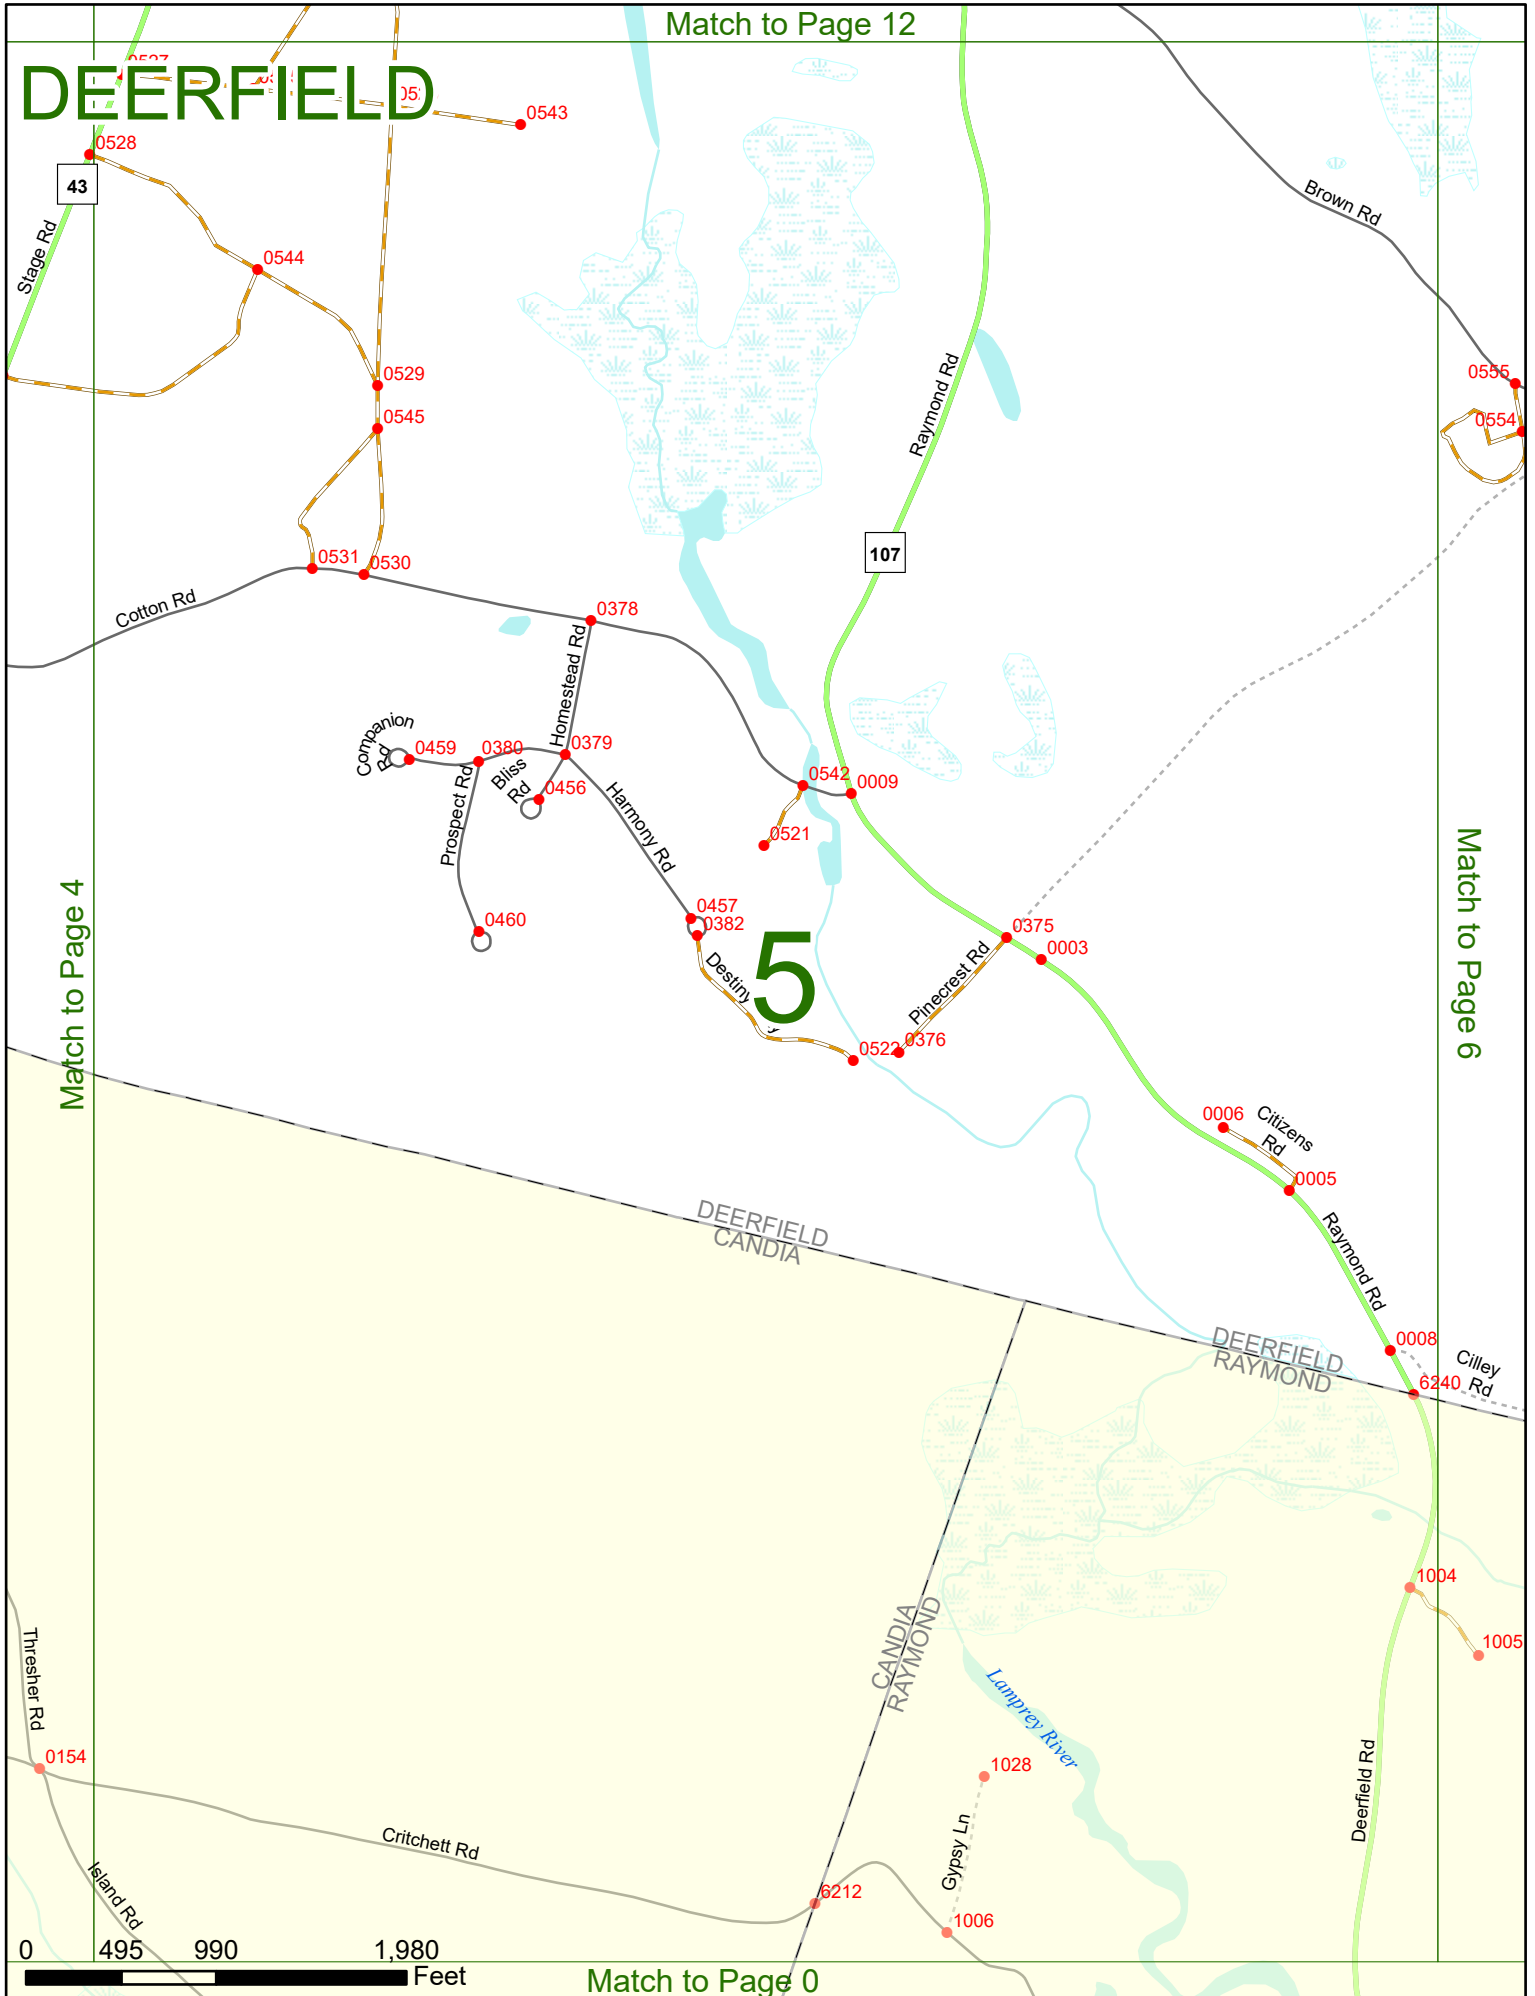 Match to Page 12
DEERFIELD
0527
0543
0528
43
Stage Rd
0544
Brown Rd
0529
0545
Raymond Rd
0555
0554
107
0531
0530
Cotton Rd
0378
Homestead Rd
Companion
Rd
0459
0380
0379
Bliss
Rd
0456
Prospect Rd
Harmony Rd
0542
0009
0521
0460
0457
0382
Destiny
5
0375
0003
Pinecrest Rd
0522
0376
Match to Page 4
Match to Page 6
0006
Citizens
Rd
0005
Raymond Rd
DEERFIELD
CANDIA
DEERFIELD
RAYMOND
0008
Cilley
Rd
6240
1004
1005
CANDIA
RAYMOND
Lamprey River
Thresher Rd
0154
1028
Deerfield Rd
Critchett Rd
Gypsy Ln
Island Rd
6212
1006
0 495 990 1,980
Feet
Match to Page 0